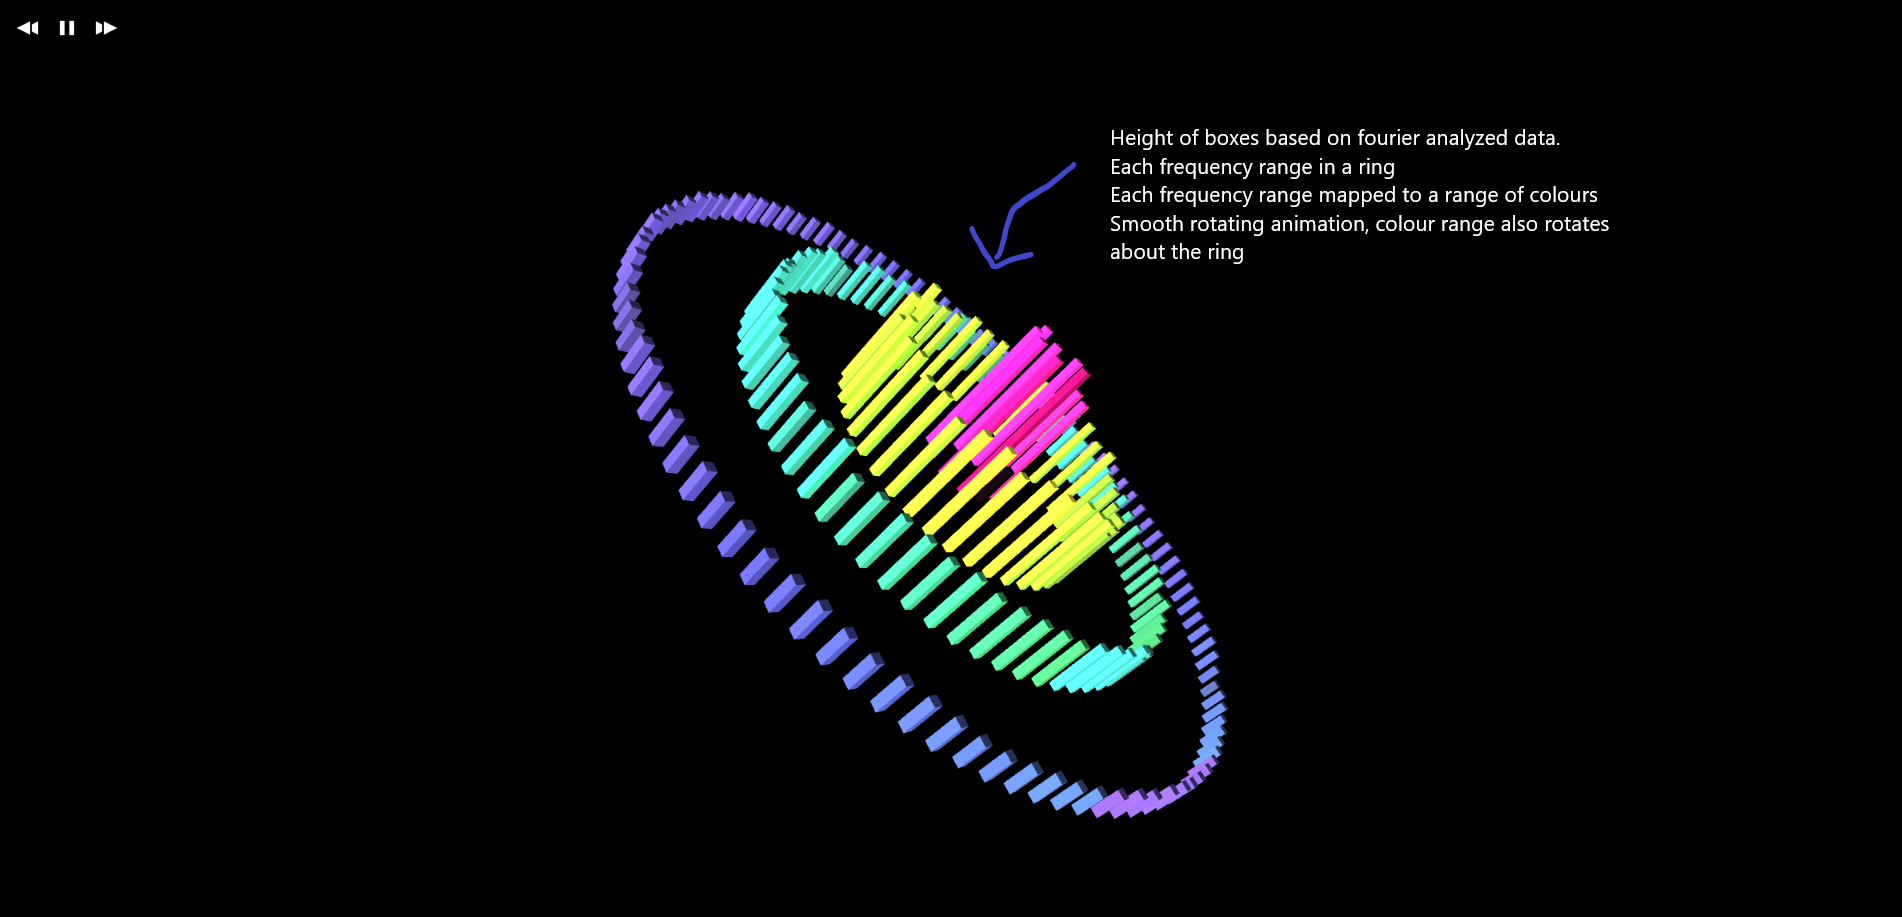 Height of boxes based on fourier analyzed data.
Each frequency range in a ring
Each frequency range mapped to a range of colours
Smooth rotating animation, colour range also rotates
about the ring